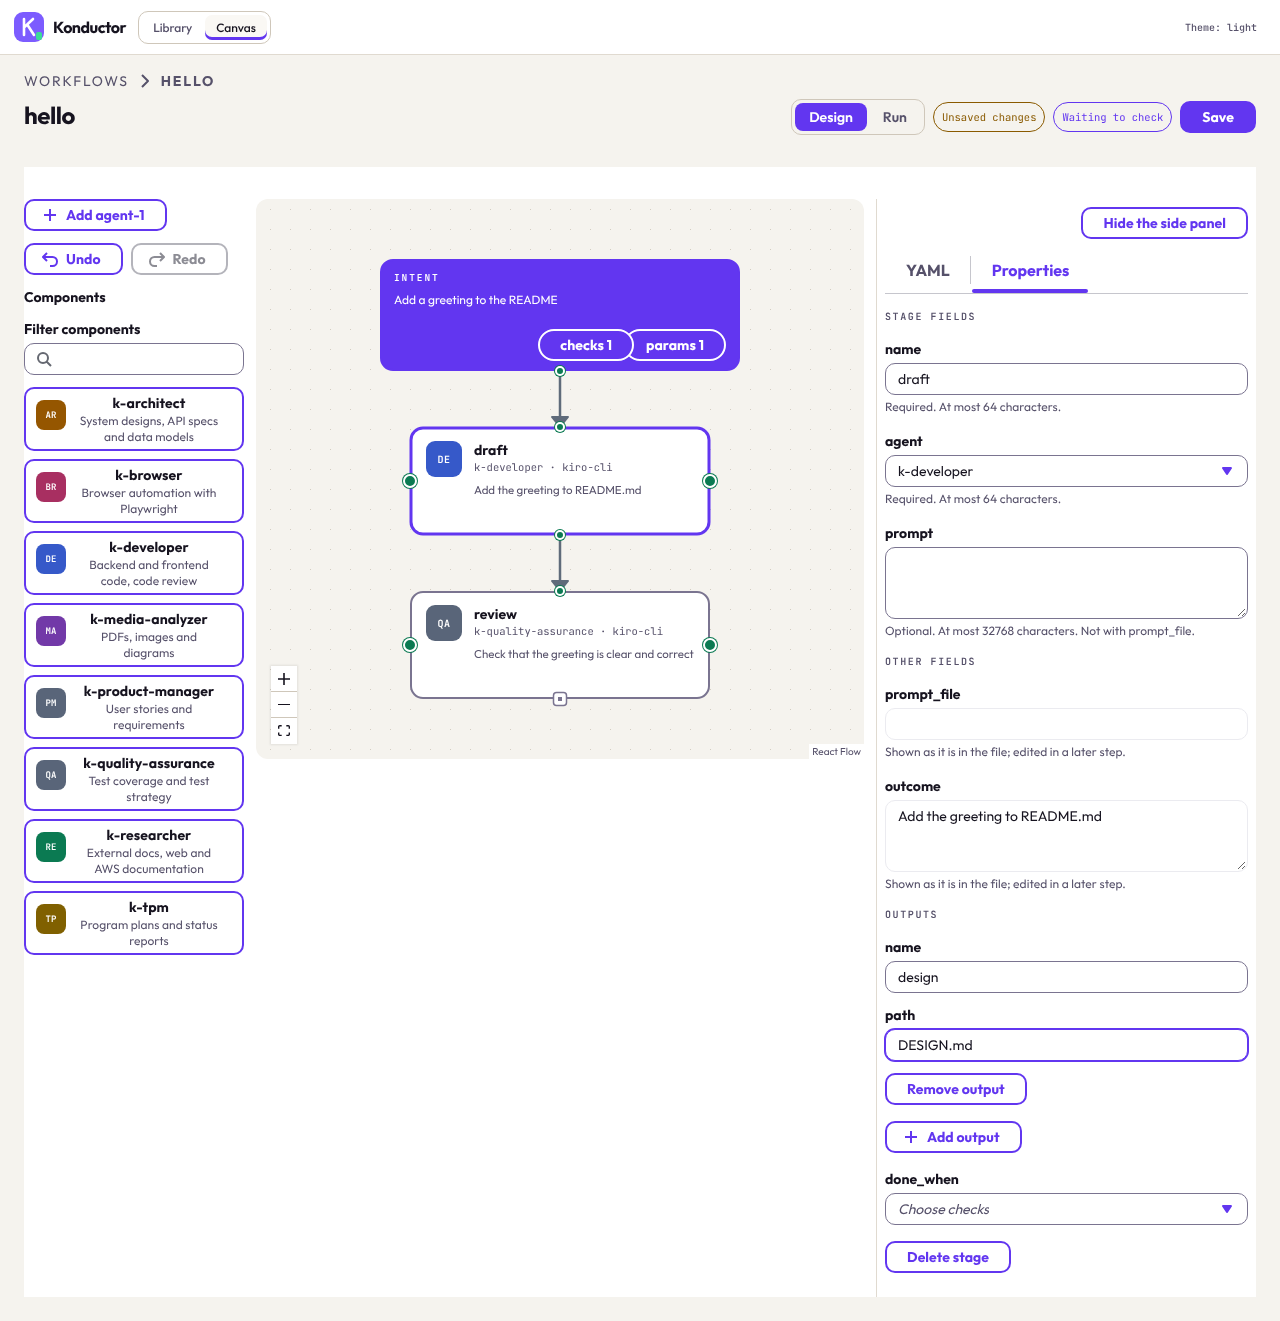 Konductor
Library
Canvas
Theme: light
WORKFLOWS > HELLO
hello
Design
Run
Unsaved changes
Waiting to check
Save
Add agent-1
Undo
Redo
Components
Filter components
AR
k-architect
System designs, API specs
and data models
BR
k-browser
Browser automation with
Playwright
DE
k-developer
Backend and frontend
code, code review
MA
k-media-analyzer
PDFs, images and
diagrams
PM
k-product-manager
User stories and
requirements
QA
k-quality-assurance
Test coverage and test
strategy
RE
k-researcher
External docs, web and
AWS documentation
TP
k-tpm
Program plans and status
reports
INTENT
Add a greeting to the README
checks 1
params 1
DE
draft
k-developer · kiro-cli
Add the greeting to README.md
QA
review
k-quality-assurance · kiro-cli
Check that the greeting is clear and correct
React Flow
Hide the side panel
YAML
Properties
STAGE FIELDS
name
draft
Required. At most 64 characters.
agent
k-developer
Required. At most 64 characters.
prompt
Optional. At most 32768 characters. Not with prompt_file.
OTHER FIELDS
prompt_file
Shown as it is in the file; edited in a later step.
outcome
Add the greeting to README.md
Shown as it is in the file; edited in a later step.
OUTPUTS
name
design
path
DESIGN.md
Remove output
Add output
done_when
Choose checks
Delete stage